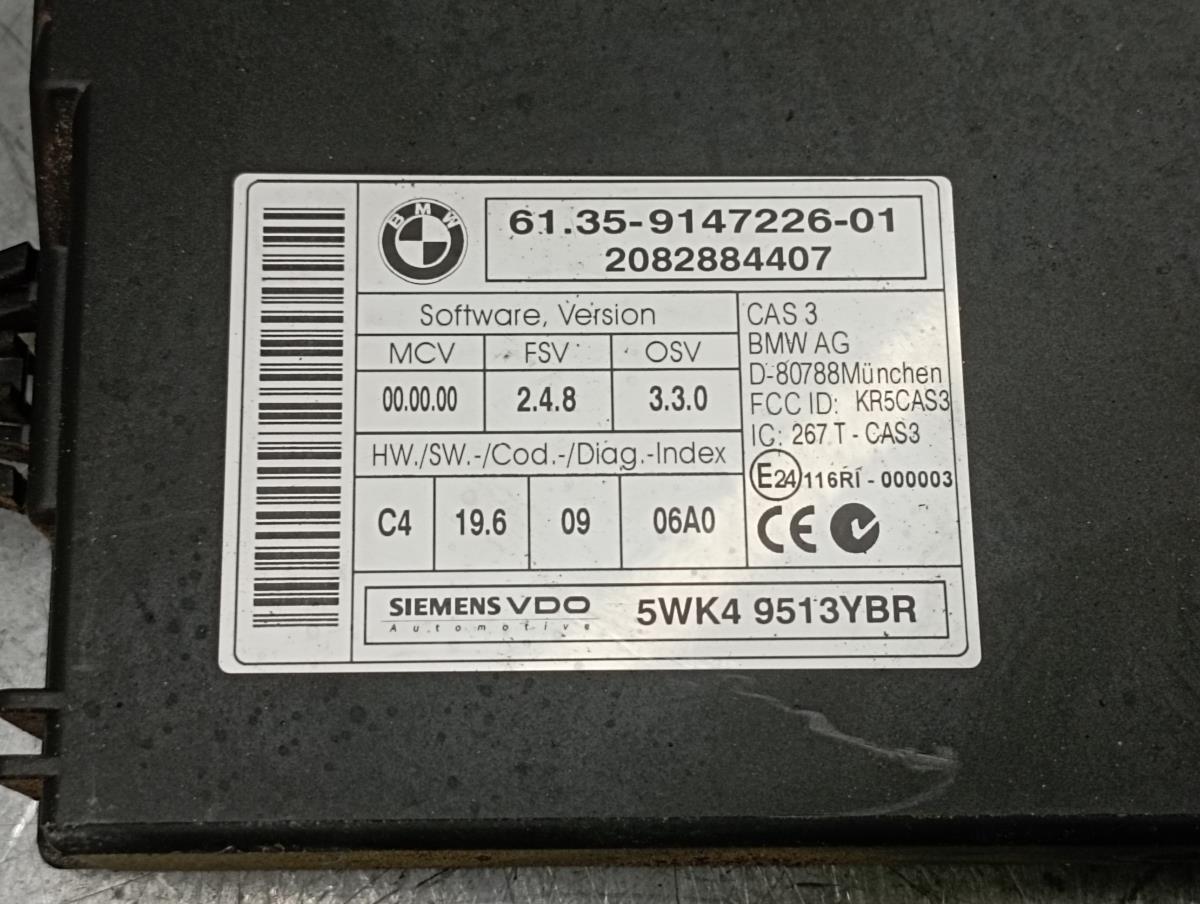 BMW
61.35-9147226-01
2082884407
Software, Version
MCV FSV OSV
00.00.00 2.4.8 3.3.0
HW./SW.-/Cod.-/Diag.-Index
C4 19.6 09 06A0
CAS 3
BMW AG
D-80788München
FCC ID: KR5CAS3
IC: 267 T - CAS3
E24 116RI - 000003
CE
SIEMENS VDO
Automotive
5WK4 9513YBR